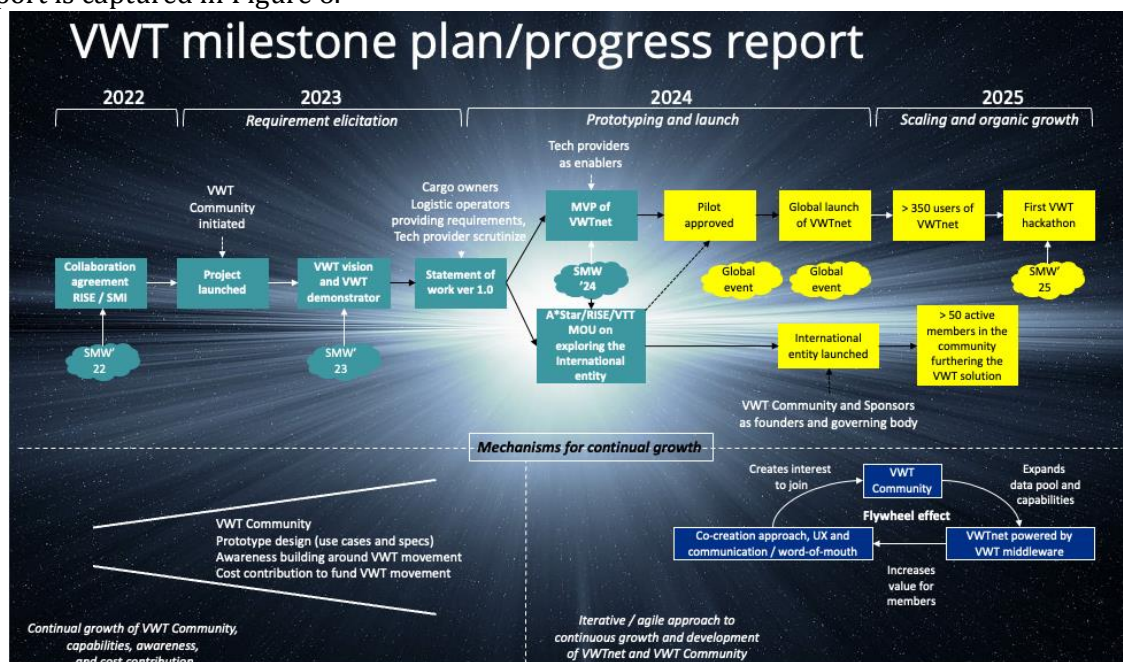 port is captured in Figure 6.
VWT milestone plan/progress report
2022
2023
2024
2025
Requirement elicitation
Prototyping and launch
Scaling and organic growth
Tech providers
as enablers
VWT
Community
initiated
Cargo owners
Logistic operators
providing requirements,
Tech provider scrutinize
MVP of
VWTnet
Pilot
approved
Global launch
of VWTnet
> 350 users of
VWTnet
First VWT
hackathon
Collaboration
agreement
RISE / SMI
Project
launched
VWT vision
and VWT
demonstrator
Statement of
work ver 1.0
SMW
'24
Global
event
Global
event
SMW'
25
A*Star/RISE/VTT
MOU on
exploring the
International
entity
International
entity launched
> 50 active
members in the
community
furthering the
VWT solution
SMW'
22
SMW'
23
VWT Community and Sponsors
as founders and governing body
Mechanisms for continual growth
VWT Community
Prototype design (use cases and specs)
Awareness building around VWT movement
Cost contribution to fund VWT movement
Creates interest
to join
VWT
Community
Expands
data pool and
capabilities
Flywheel effect
Co-creation approach, UX and
communication / word-of-mouth
VWTnet powered by
VWT middleware
Increases
value for
members
Continual growth of VWT Community,
capabilities, awareness,
and cost contribution
Iterative / agile approach to
continuous growth and development
of VWTnet and VWT Community